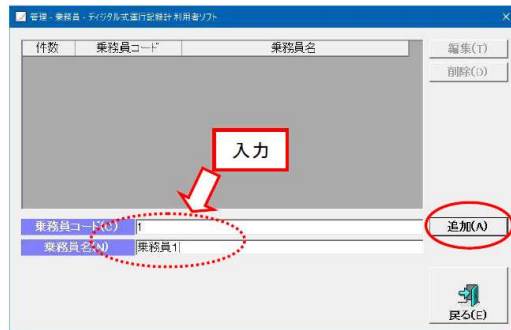 管理 - 乗務員 - ディジタル式運行記録計 利用者ソフト
件数 乗務員コード 乗務員名
編集(T)
削除(D)
入力
乗務員コード(C) 1
追加(A)
乗務員名(N) 乗務員1
戻る(E)